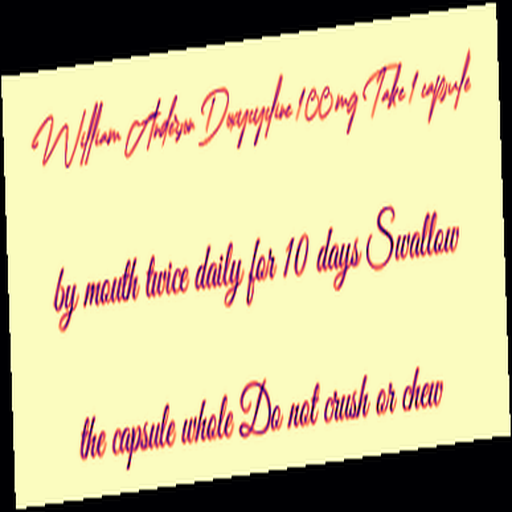 William Anderson Doxycycline 100 mg Take 1 capsule
by mouth twice daily for 10 days Swallow
the capsule whole Do not crush or chew